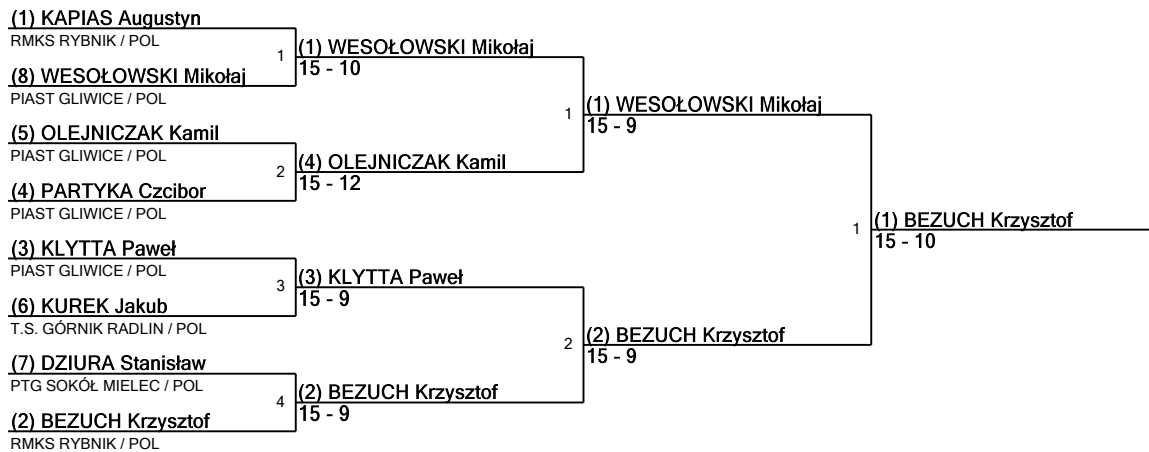 (1) KAPIAS Augustyn
RMKS RYBNIK / POL
1
(8) WESOŁOWSKI Mikołaj
PIAST GLIWICE / POL
(1) WESOŁOWSKI Mikołaj
15 - 10
(5) OLEJNICZAK Kamil
PIAST GLIWICE / POL
2
(4) PARTYKA Czcibor
PIAST GLIWICE / POL
(4) OLEJNICZAK Kamil
15 - 12
(3) KLYTTA Paweł
PIAST GLIWICE / POL
3
(6) KUREK Jakub
T.S. GÓRNIK RADLIN / POL
(3) KLYTTA Paweł
15 - 9
(7) DZIURA Stanisław
PTG SOKÓŁ MIELEC / POL
4
(2) BEZUCH Krzysztof
RMKS RYBNIK / POL
(2) BEZUCH Krzysztof
15 - 9
1
(1) WESOŁOWSKI Mikołaj
15 - 9
2
(2) BEZUCH Krzysztof
15 - 9
1
(1) BEZUCH Krzysztof
15 - 10